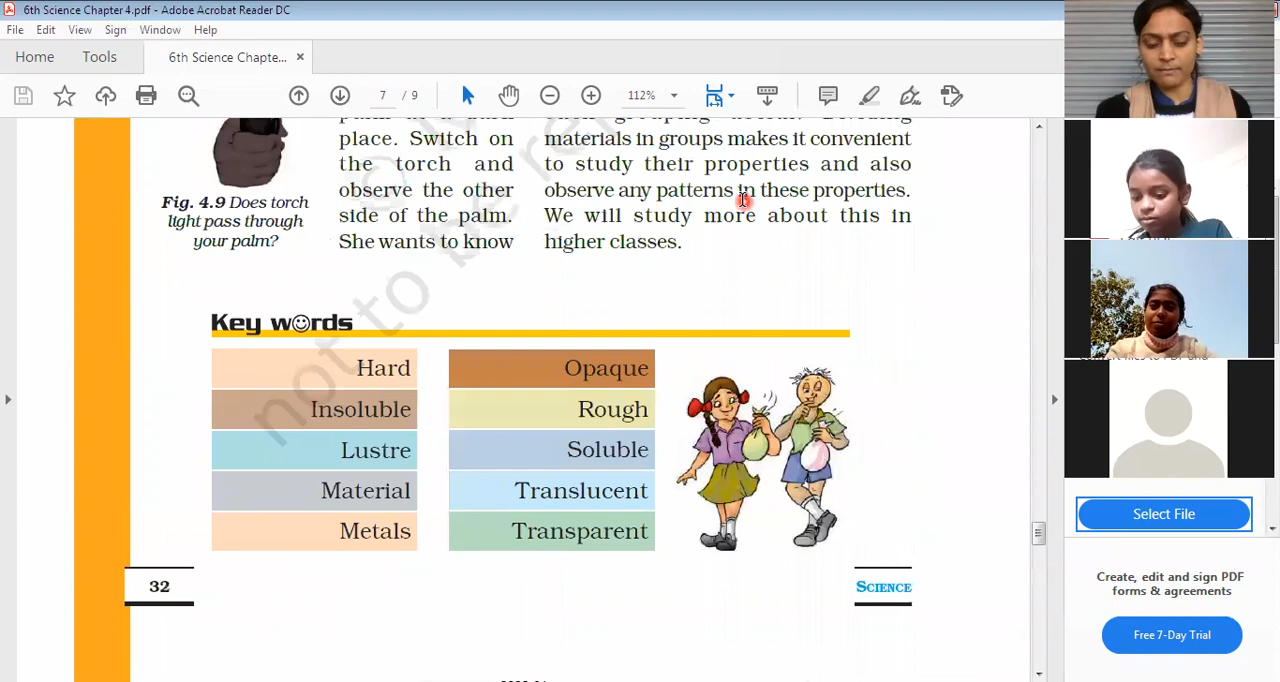 6th Science Chapter 4.pdf - Adobe Acrobat Reader DC
File Edit View Sign Window Help
Home Tools 6th Science Chapte... ×
7 / 9 112%
place. Switch on
the torch and
observe the other
side of the palm.
She wants to know
Fig. 4.9 Does torch
light pass through
your palm?
materials in groups makes it convenient
to study their properties and also
observe any patterns in these properties.
We will study more about this in
higher classes.
not to be re
Key words
Hard
Insoluble
Lustre
Material
Metals
Opaque
Rough
Soluble
Translucent
Transparent
32
SCIENCE
Select File
Create, edit and sign PDF
forms & agreements
Free 7-Day Trial